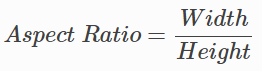 Aspect Ratio = Width / Height